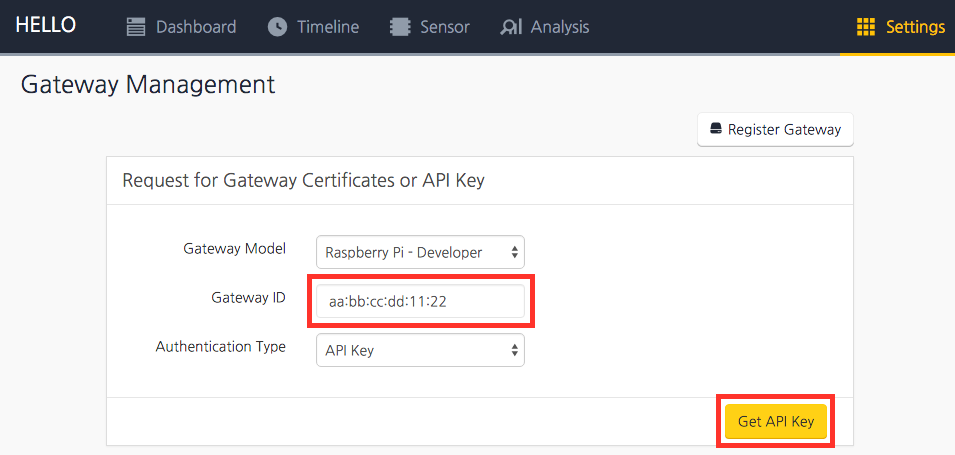 HELLO Dashboard Timeline Sensor Analysis Settings
Gateway Management
Register Gateway
Request for Gateway Certificates or API Key
Gateway Model Raspberry Pi - Developer
Gateway ID aa:bb:cc:dd:11:22
Authentication Type API Key
Get API Key